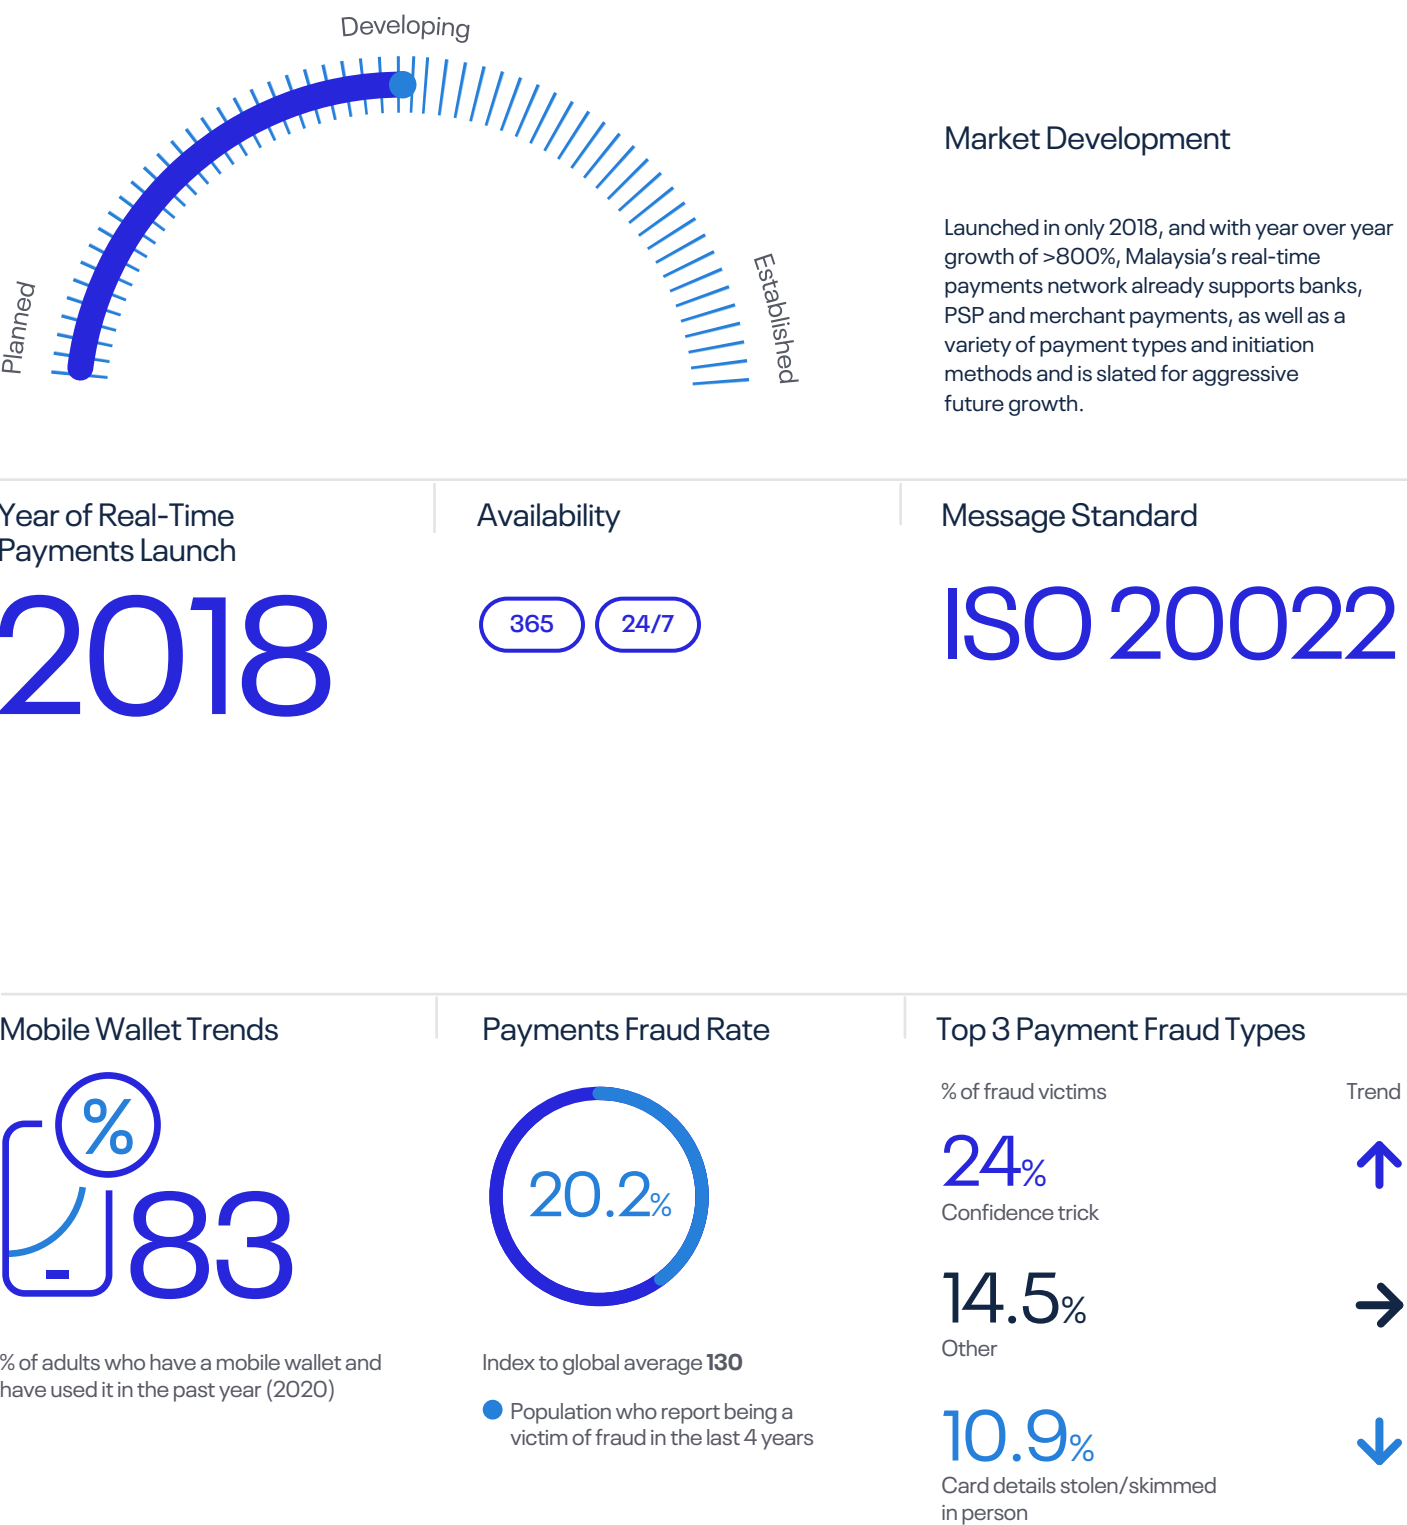 Developing
Planned
Established
Market Development
Launched in only 2018, and with year over year
growth of >800%, Malaysia's real-time
payments network already supports banks,
PSP and merchant payments, as well as a
variety of payment types and initiation
methods and is slated for aggressive
future growth.
Year of Real-Time
Payments Launch
2018
Availability
365
24/7
Message Standard
ISO 20022
Mobile Wallet Trends
%
83
% of adults who have a mobile wallet and
have used it in the past year (2020)
Payments Fraud Rate
20.2%
Index to global average 130
Population who report being a
victim of fraud in the last 4 years
Top 3 Payment Fraud Types
% of fraud victims
Trend
24%
Confidence trick
14.5%
Other
10.9%
Card details stolen/skimmed
in person